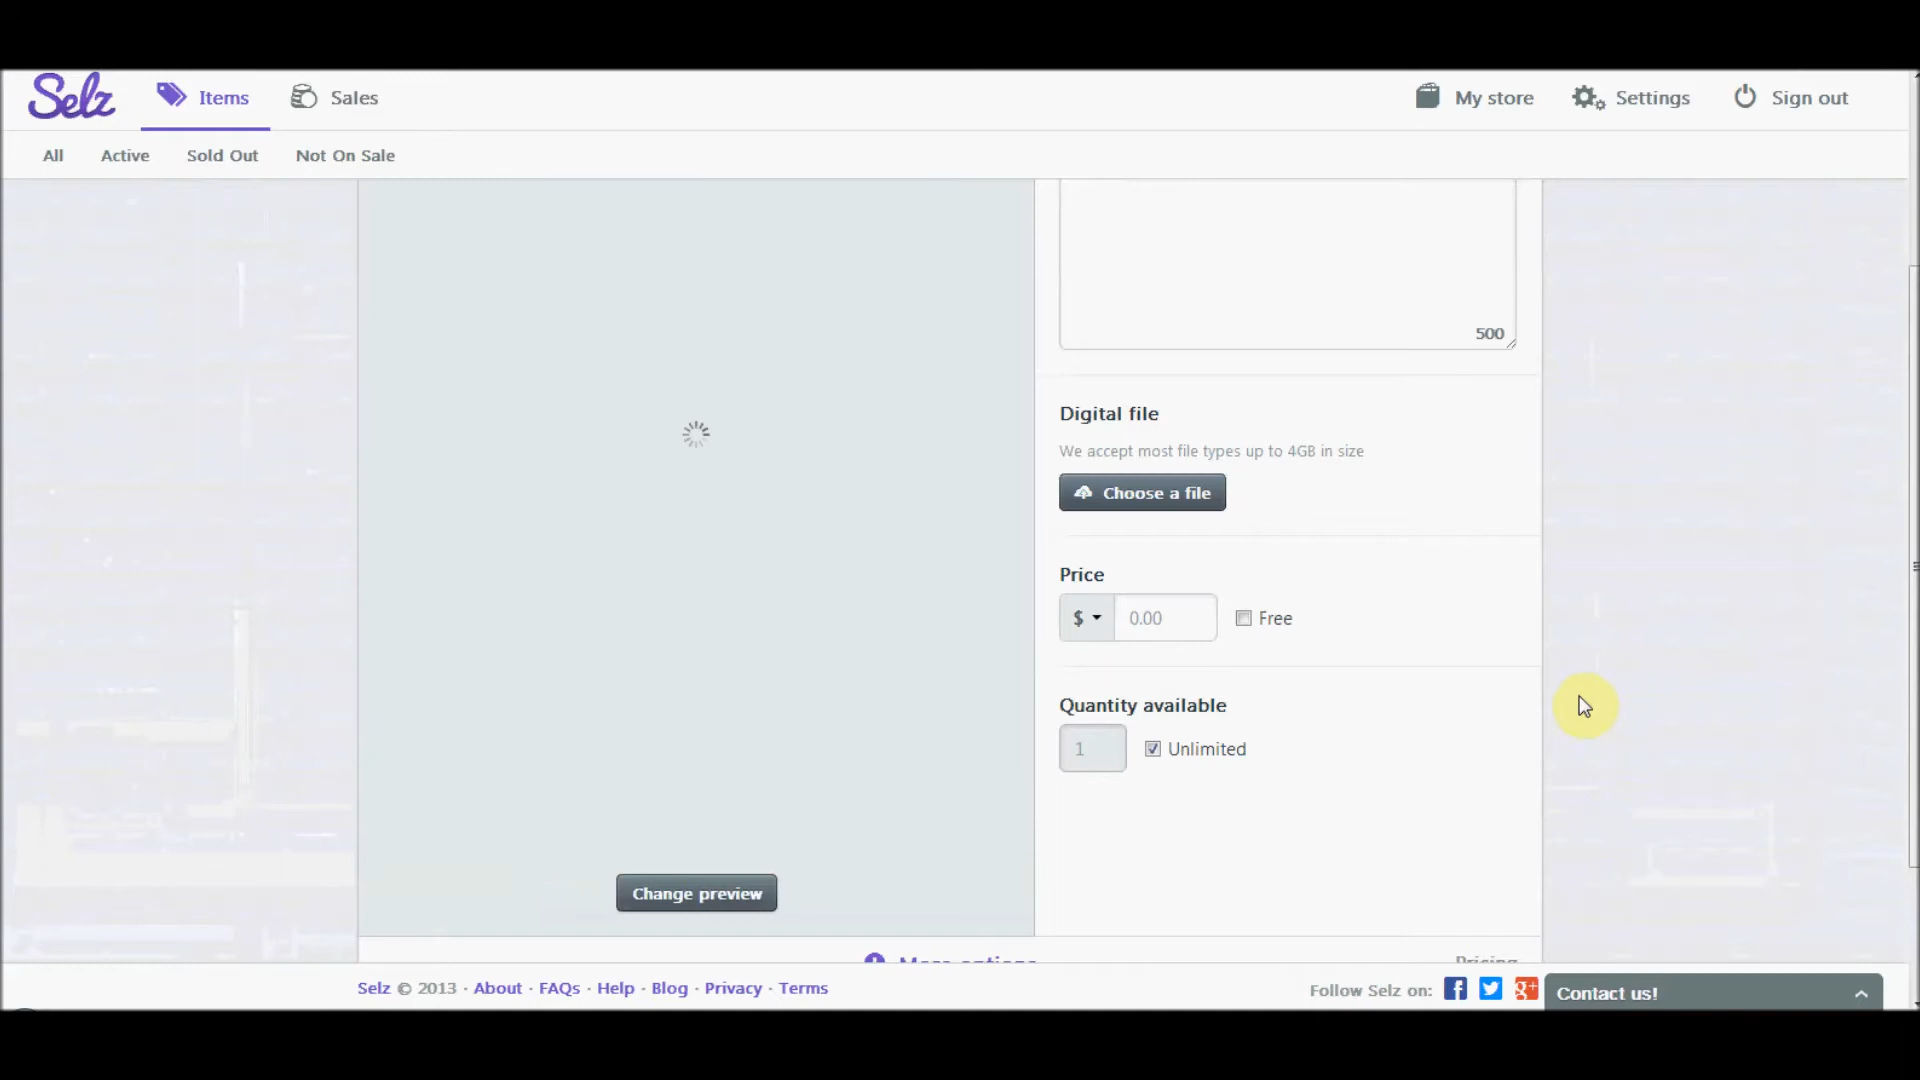 Selz Items Sales My store Settings Sign out
All Active Sold Out Not On Sale
500
Digital file
We accept most file types up to 4GB in size
Choose a file
Price
$ 0.00 Free
Quantity available
1 Unlimited
Change preview
More options Pricing
Selz © 2013 · About · FAQs · Help · Blog · Privacy · Terms
Follow Selz on: f g+ Contact us!